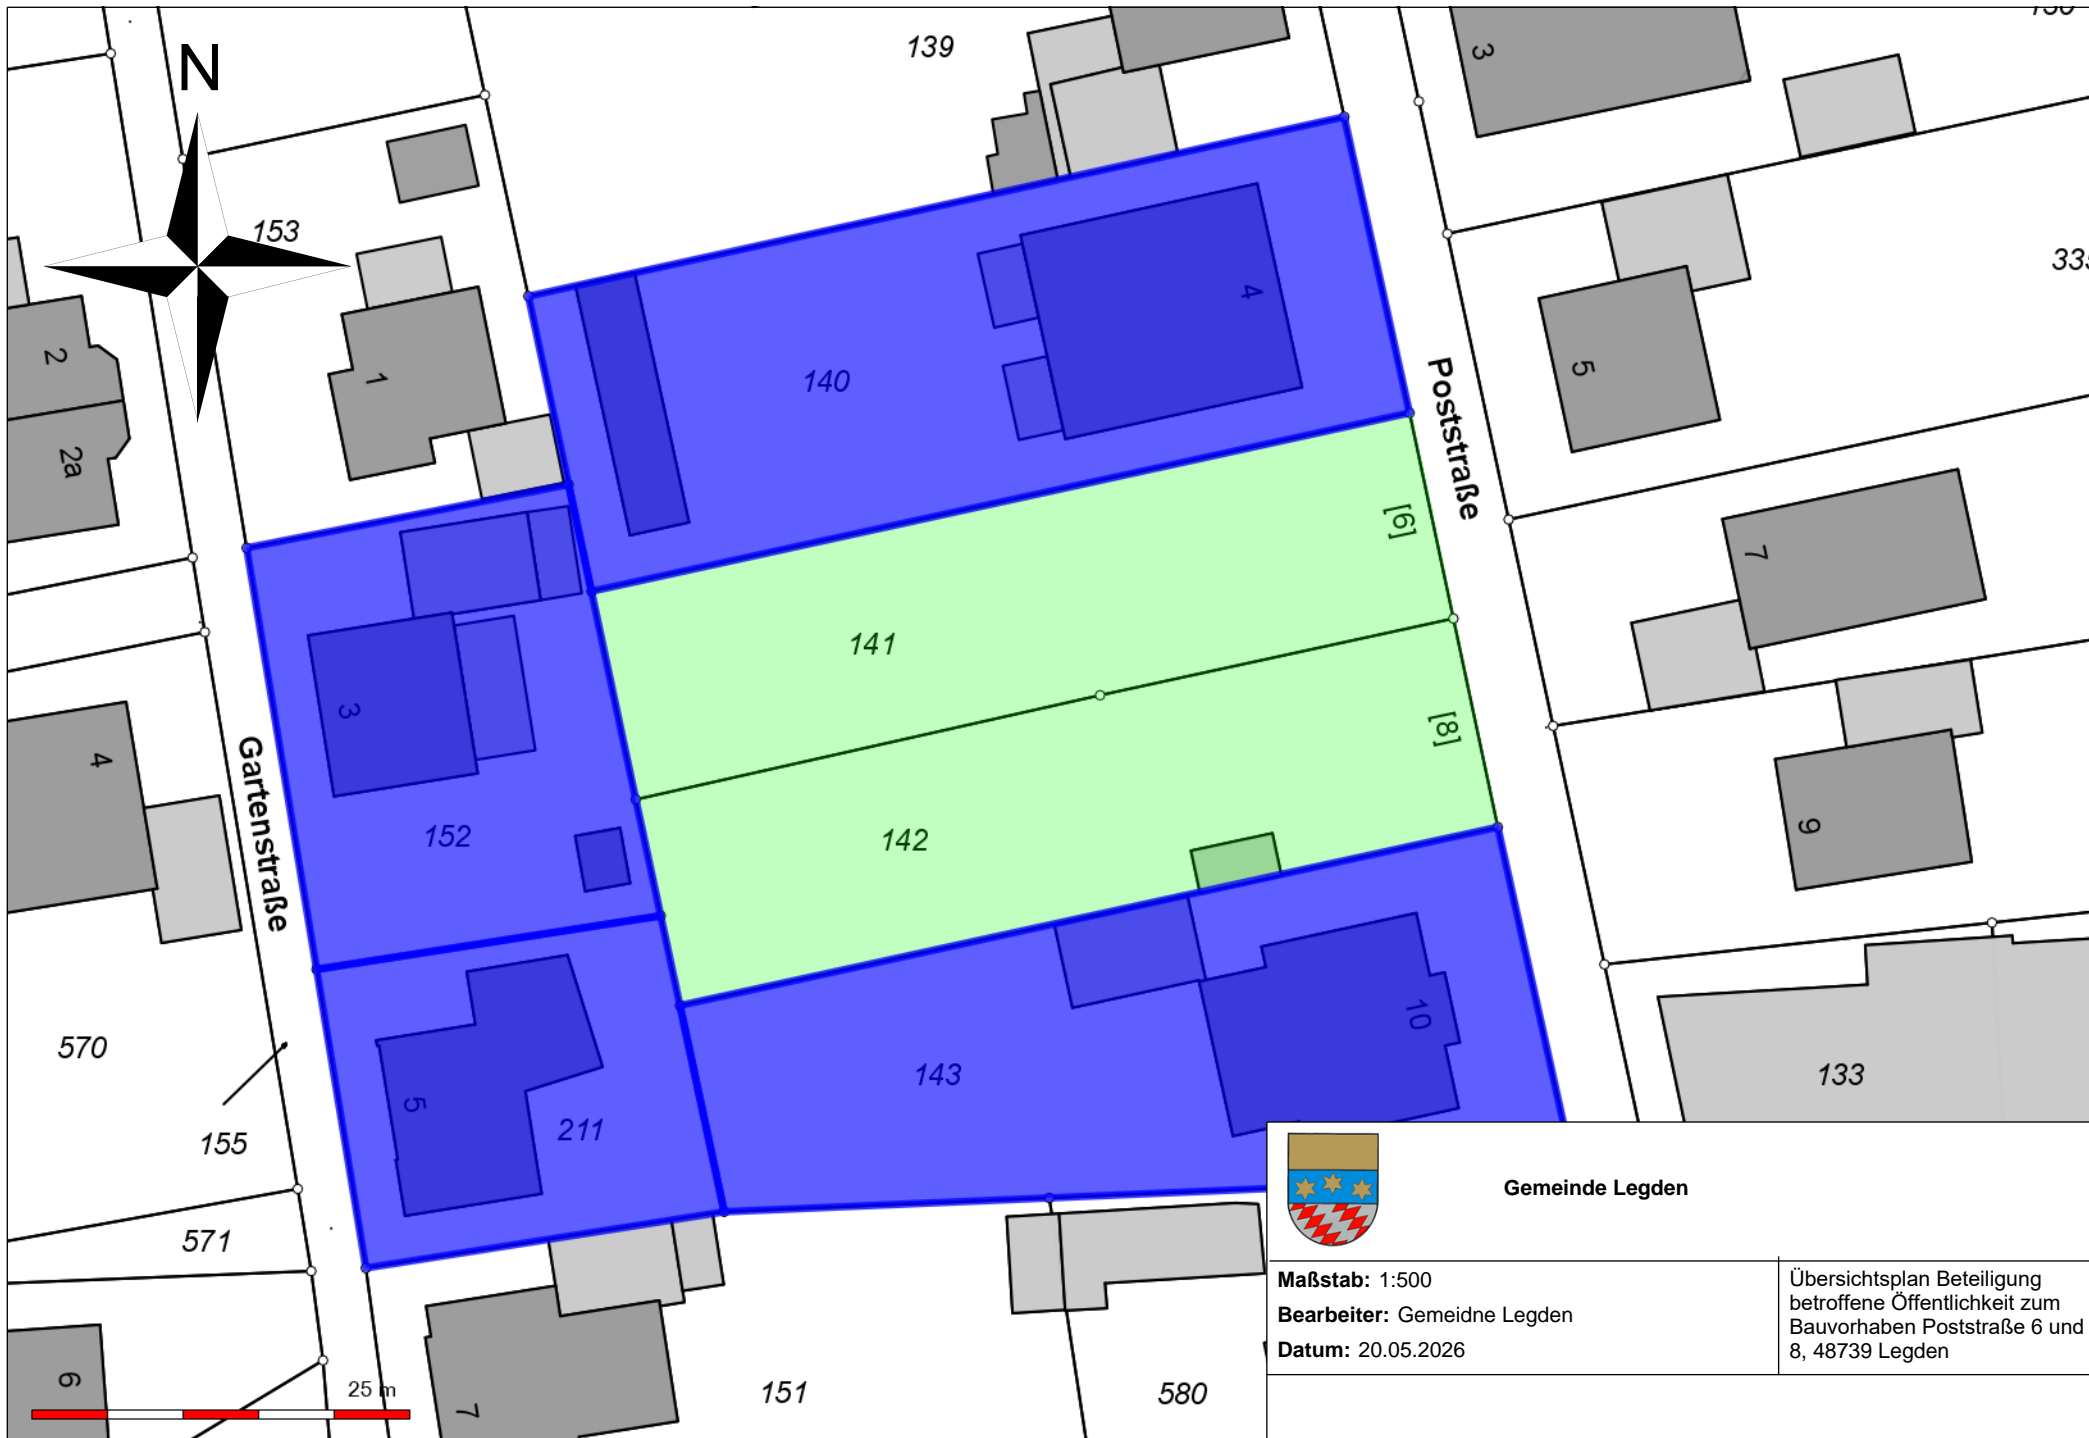 139
3
N
153
335
2
1
4
5
140
2a
Poststraße
[6]
7
141
3
[8]
4
Gartenstraße
152
142
9
10
570
5
143
133
211
155
Gemeinde Legden
571
Maßstab: 1:500
Bearbeiter: Gemeidne Legden
Datum: 20.05.2026
Übersichtsplan Beteiligung
betroffene Öffentlichkeit zum
Bauvorhaben Poststraße 6 und
8, 48739 Legden
6
25 m
7
151
580